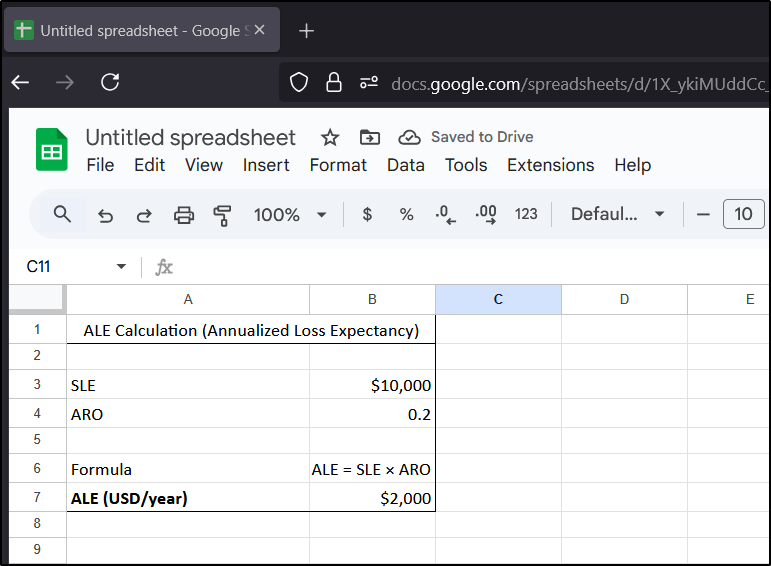 Untitled spreadsheet - Google S
docs.google.com/spreadsheets/d/1X_ykiMUddCc_
Untitled spreadsheet Saved to Drive
File Edit View Insert Format Data Tools Extensions Help
100% $ % .0 .00 123 Defaul... 10
C11 fx
A B C D E
1 ALE Calculation (Annualized Loss Expectancy)
2
3 SLE $10,000
4 ARO 0.2
5
6 Formula ALE = SLE × ARO
7 ALE (USD/year) $2,000
8
9